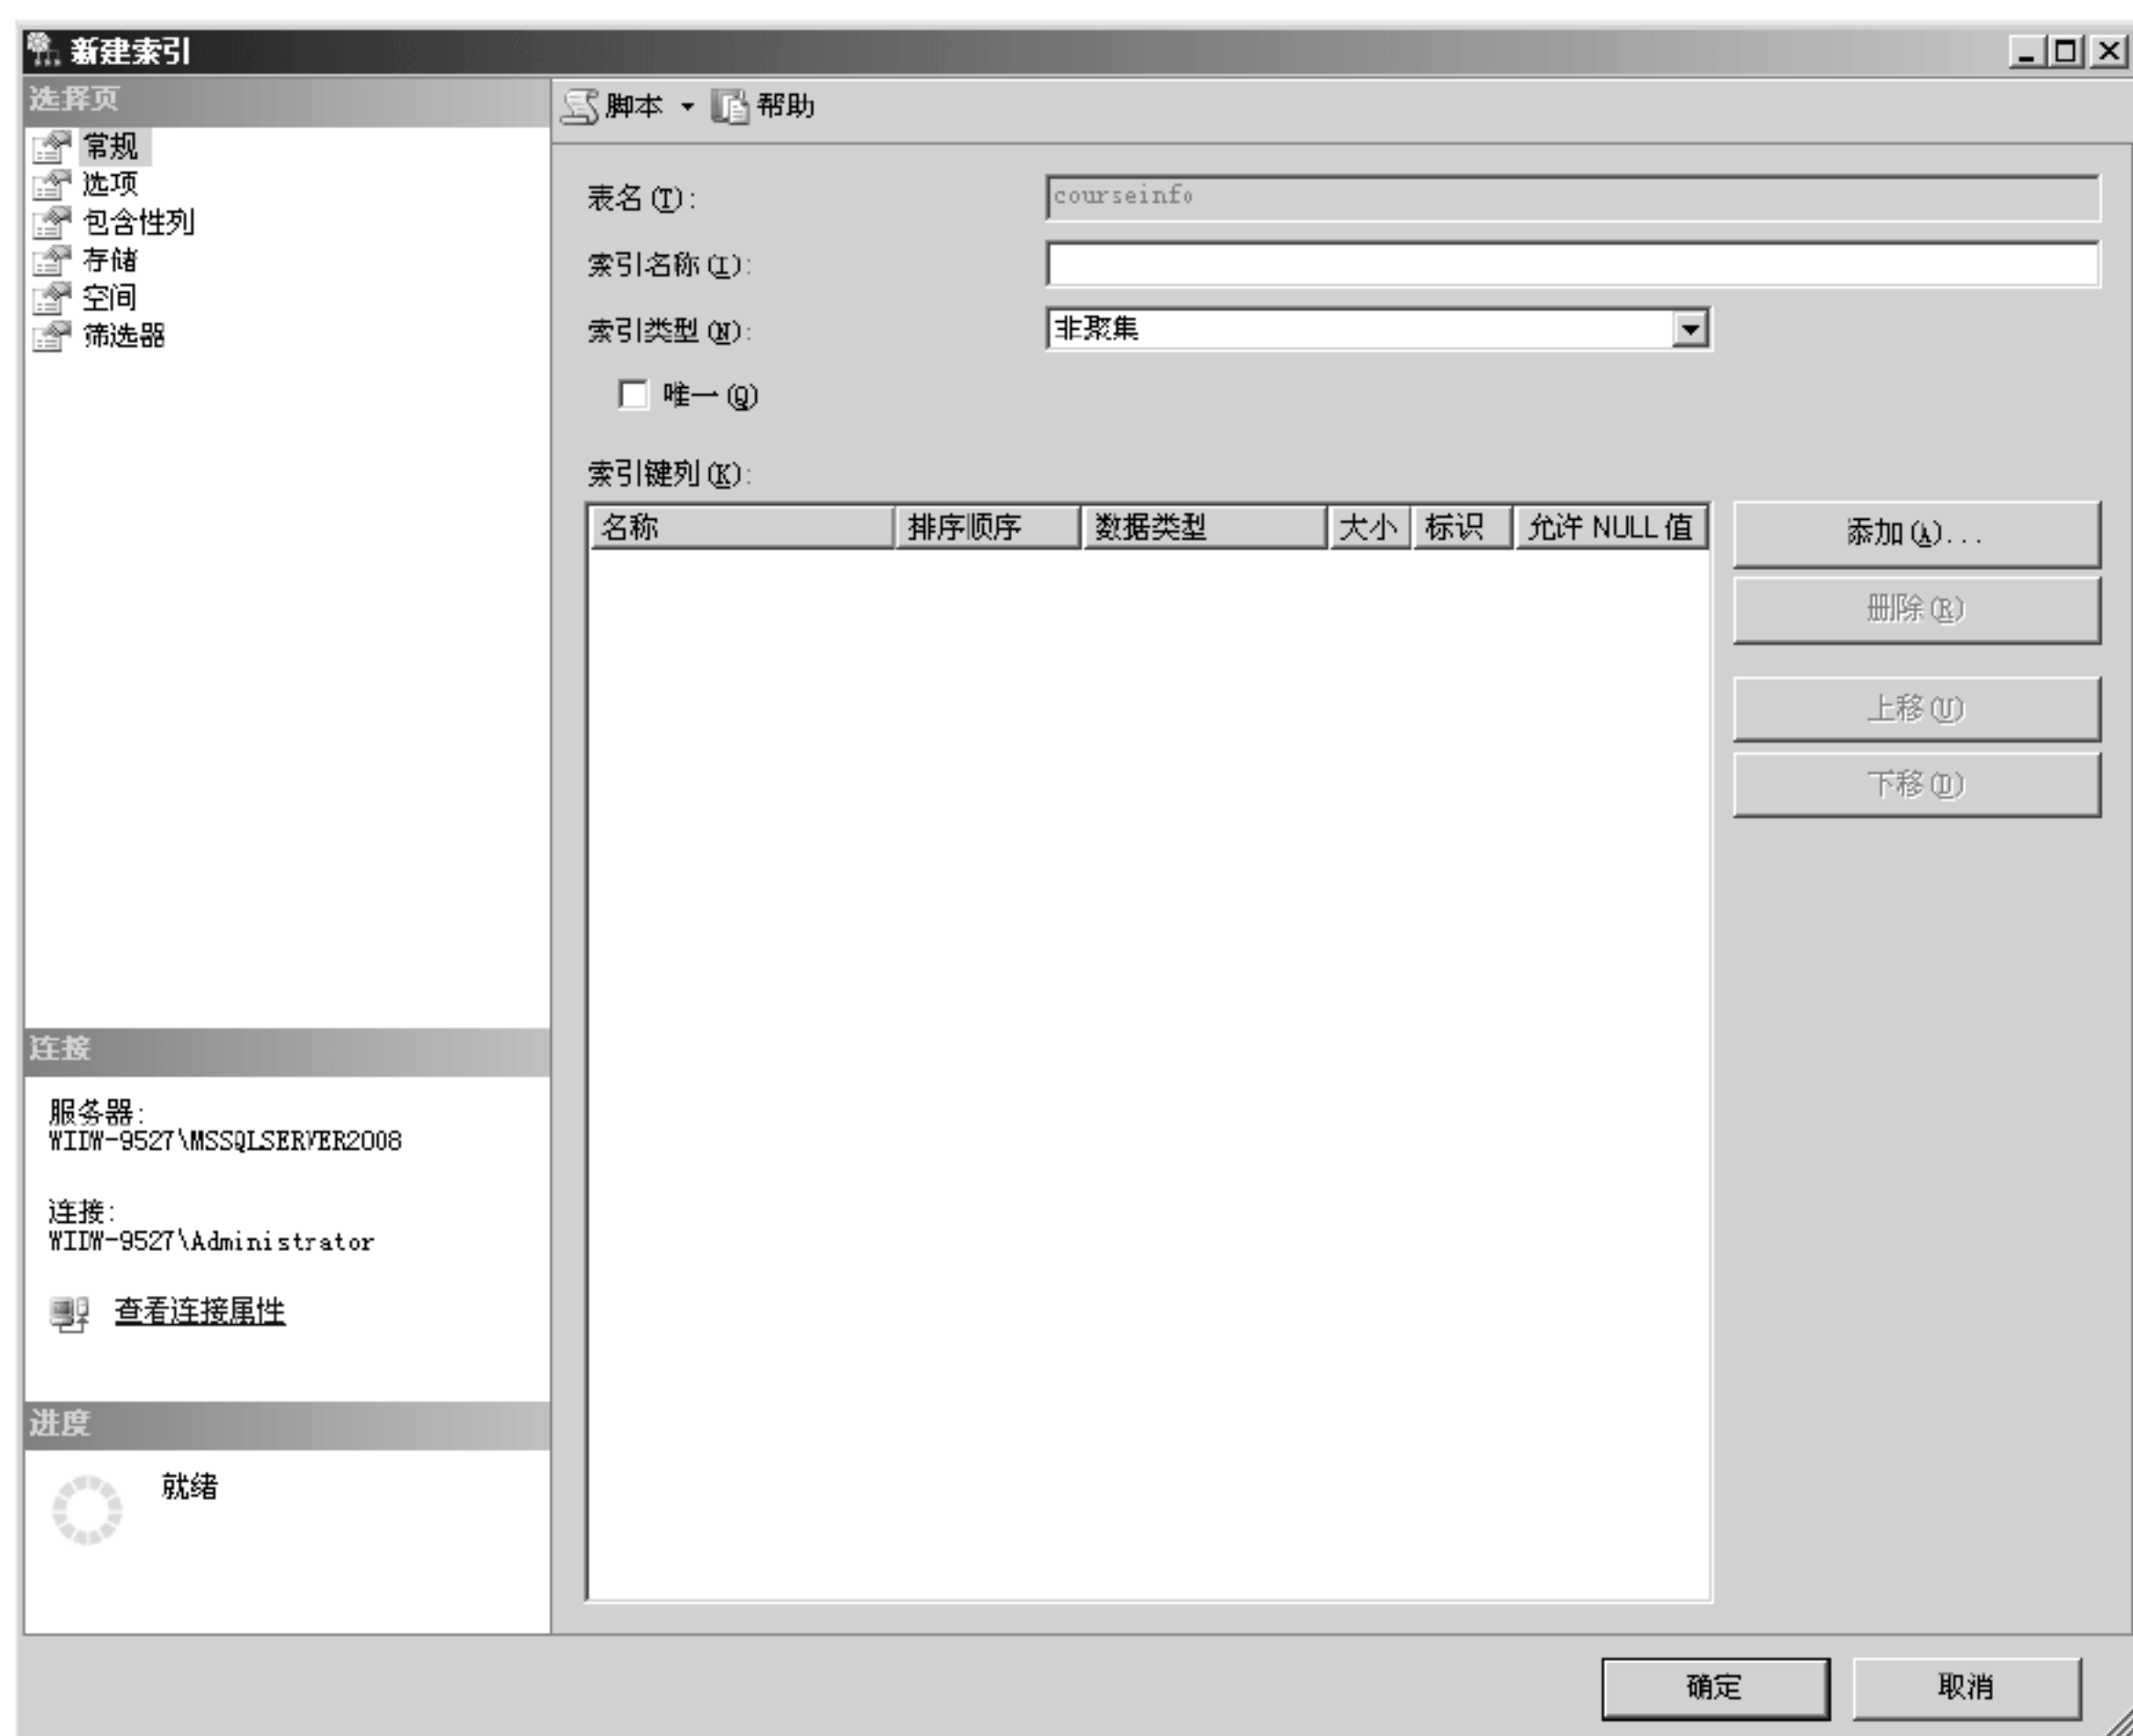 新建索引
选择页
常规
选项
包含性列
存储
空间
筛选器
连接
服务器:
WIIW-9527\MSSQLSERVER2008
连接:
WIIW-9527\Administrator
查看连接属性
进度
就绪
脚本 帮助
表名(T): courseinfo
索引名称(I):
索引类型(N): 非聚集
唯一(Q)
索引键列(K):
名称 排序顺序 数据类型 大小 标识 允许 NULL 值
添加(A)...
删除(R)
上移(U)
下移(D)
确定 取消